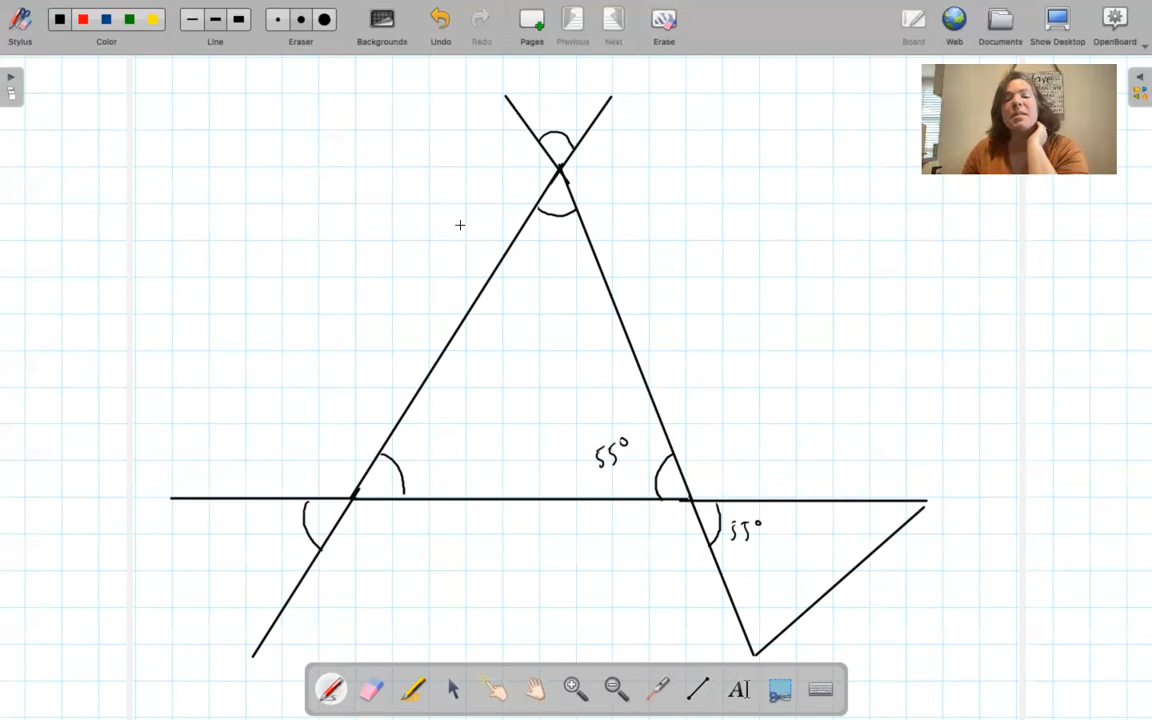 Stylus
Color
Line
Eraser
Backgrounds
Undo
Redo
Pages
Previous
Next
Erase
Board
Web
Documents
Show Desktop
OpenBoard
love
55°
55°